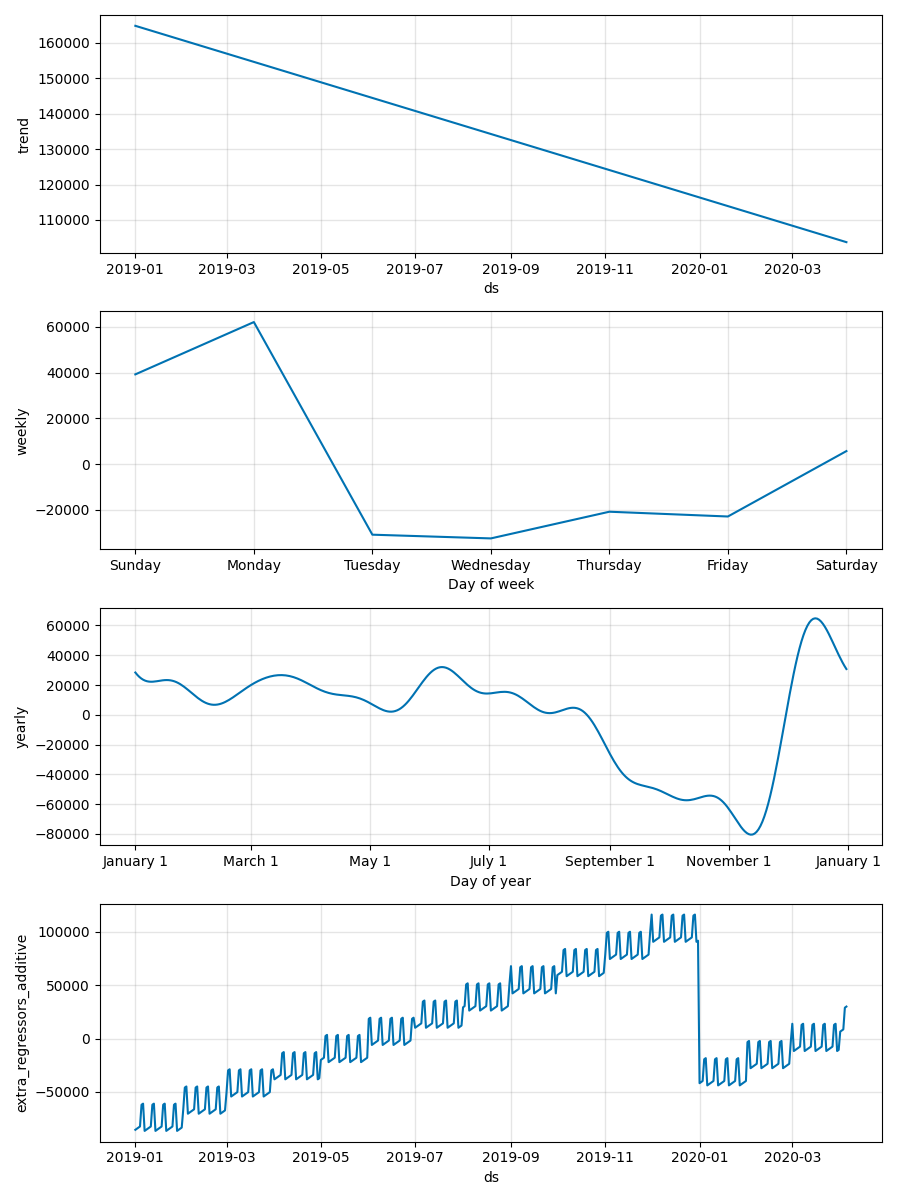 160000
150000
140000
130000
120000
110000
trend
2019-01 2019-03 2019-05 2019-07 2019-09 2019-11 2020-01 2020-03
ds
60000
40000
20000
0
−20000
weekly
Sunday Monday Tuesday Wednesday Thursday Friday Saturday
Day of week
60000
40000
20000
0
−20000
−40000
−60000
−80000
yearly
January 1 March 1 May 1 July 1 September 1 November 1 January 1
Day of year
100000
50000
0
−50000
extra_regressors_additive
2019-01 2019-03 2019-05 2019-07 2019-09 2019-11 2020-01 2020-03
ds